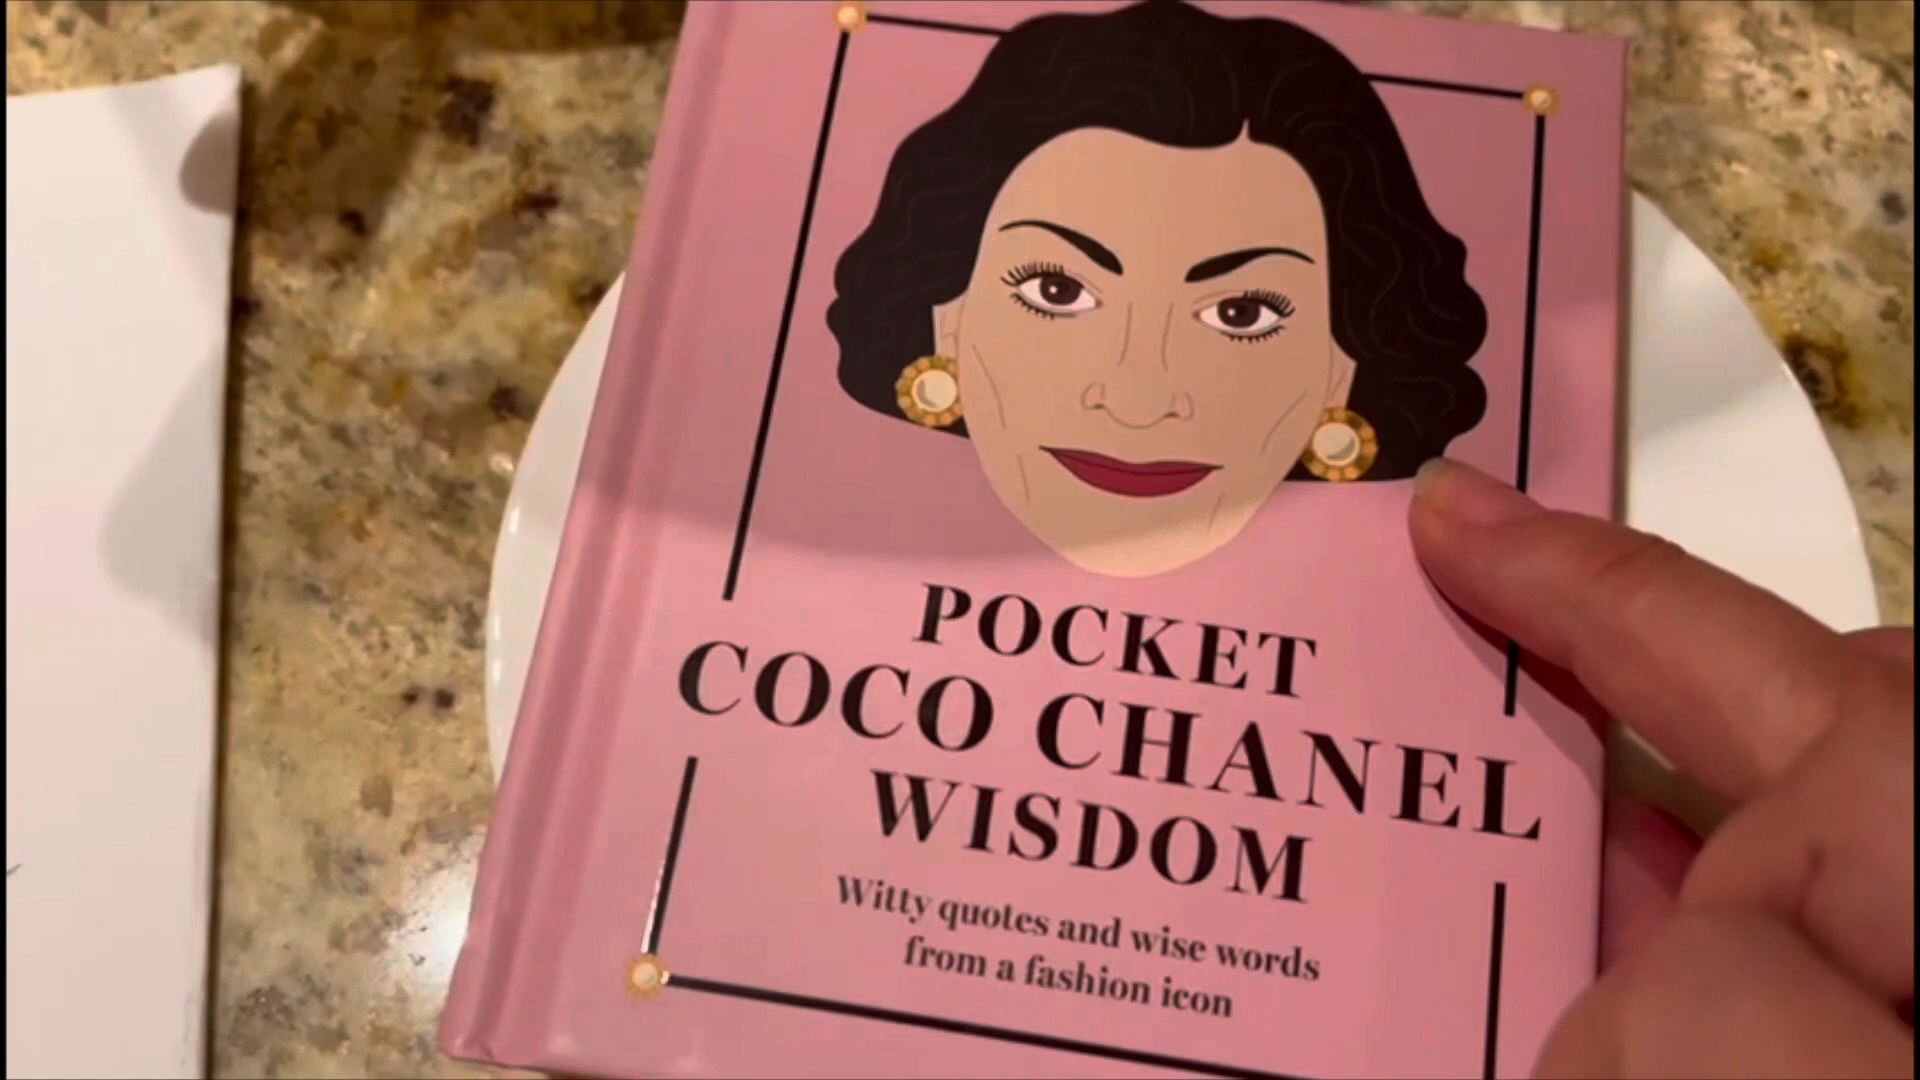 POCKET
COCO CHANEL
WISDOM
Witty quotes and wise words
from a fashion icon